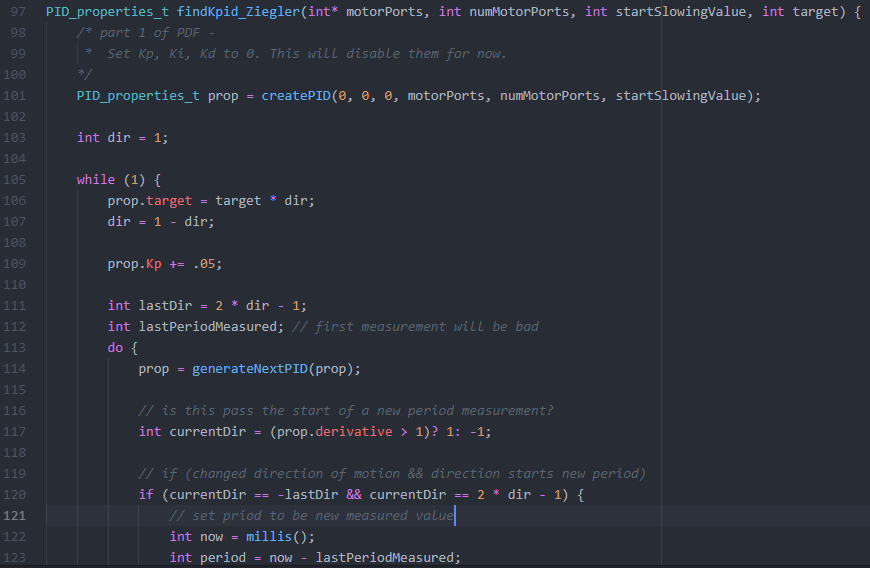 97 PID_properties_t findKpid_Ziegler(int* motorPorts, int numMotorPorts, int startSlowingValue, int target) {
98 /* part 1 of PDF -
99 * Set Kp, Ki, Kd to 0. This will disable them for now.
100 */
101 PID_properties_t prop = createPID(0, 0, 0, motorPorts, numMotorPorts, startSlowingValue);
102
103 int dir = 1;
104
105 while (1) {
106 prop.target = target * dir;
107 dir = 1 - dir;
108
109 prop.Kp += .05;
110
111 int lastDir = 2 * dir - 1;
112 int lastPeriodMeasured; // first measurement will be bad
113 do {
114 prop = generateNextPID(prop);
115
116 // is this pass the start of a new period measurement?
117 int currentDir = (prop.derivative > 1)? 1: -1;
118
119 // if (changed direction of motion && direction starts new period)
120 if (currentDir == -lastDir && currentDir == 2 * dir - 1) {
121 // set priod to be new measured value
122 int now = millis();
123 int period = now - lastPeriodMeasured;